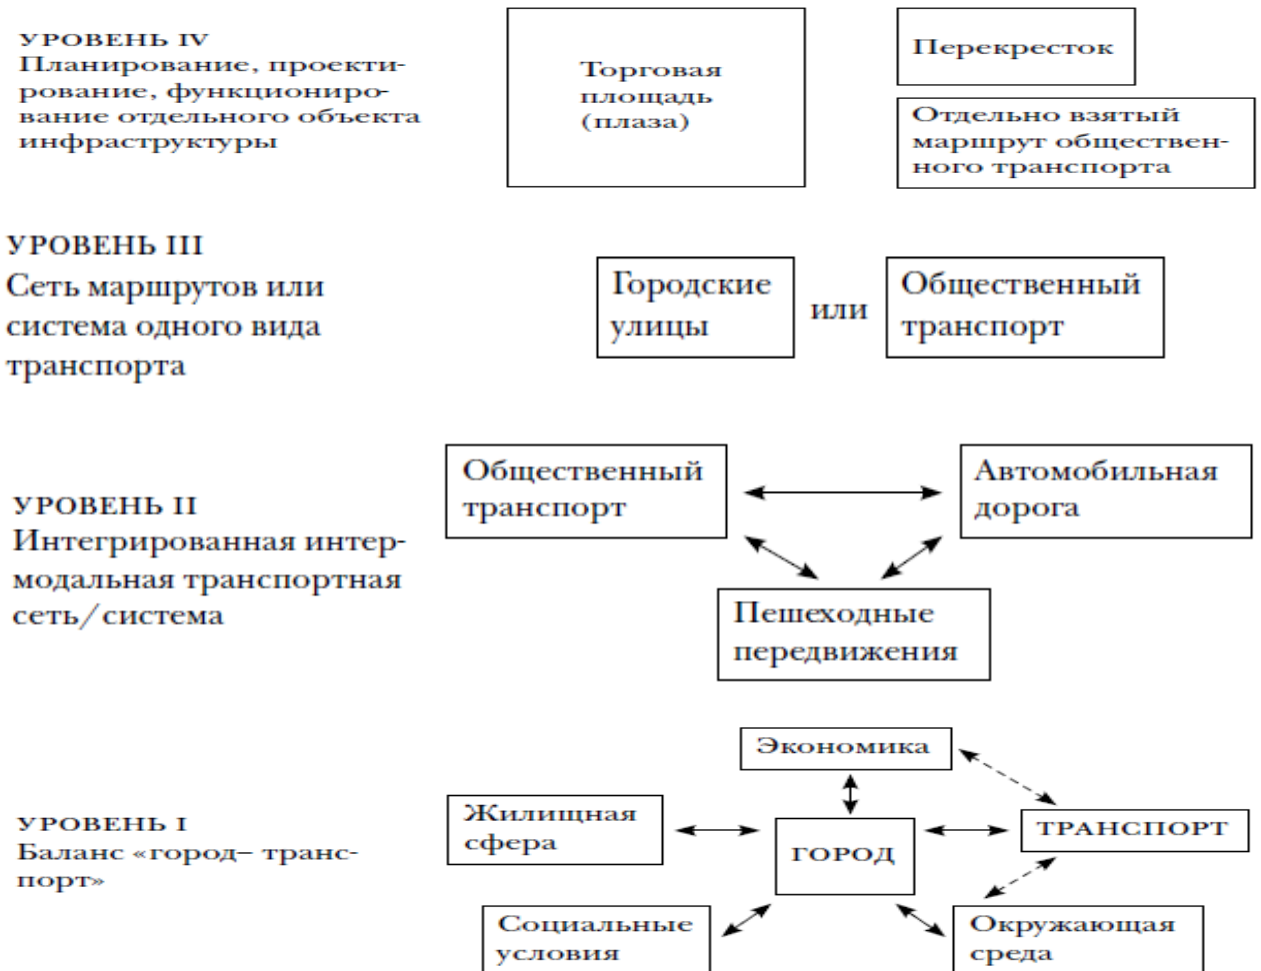 УРОВЕНЬ IV
Планирование, проекти-
рование, функциониро-
вание отдельного объекта
инфраструктуры
Торговая
площадь
(плаза)
Перекресток
Отдельно взятый
маршрут обществен-
ного транспорта
УРОВЕНЬ III
Сеть маршрутов или
система одного вида
транспорта
Городские
улицы
или
Общественный
транспорт
УРОВЕНЬ II
Интегрированная интер-
модальная транспортная
сеть/система
Общественный
транспорт
Автомобильная
дорога
Пешеходные
передвижения
УРОВЕНЬ I
Баланс «город– транс-
порт»
Экономика
Жилищная
сфера
ГОРОД
ТРАНСПОРТ
Социальные
условия
Окружающая
среда